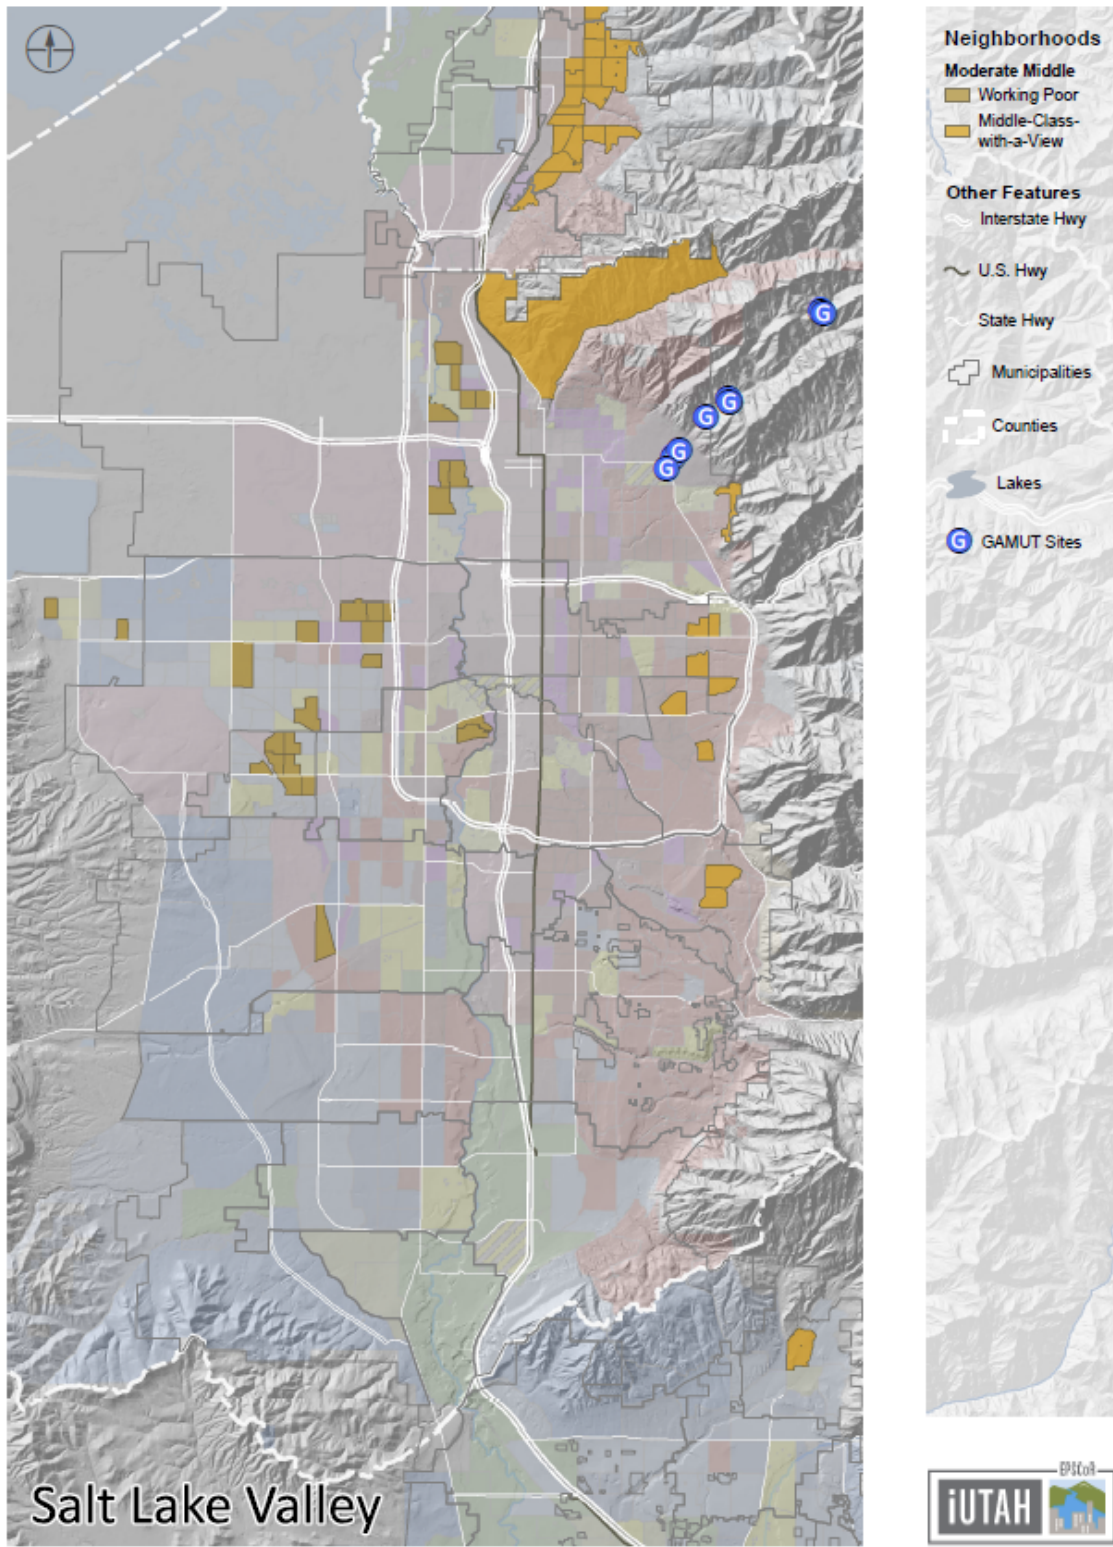 Neighborhoods
Moderate Middle
Working Poor
Middle-Class-
with-a-View
Other Features
Interstate Hwy
U.S. Hwy
State Hwy
Municipalities
Counties
Lakes
G GAMUT Sites
G
G
G
G
G
Salt Lake Valley
EPSCoR
iUTAH